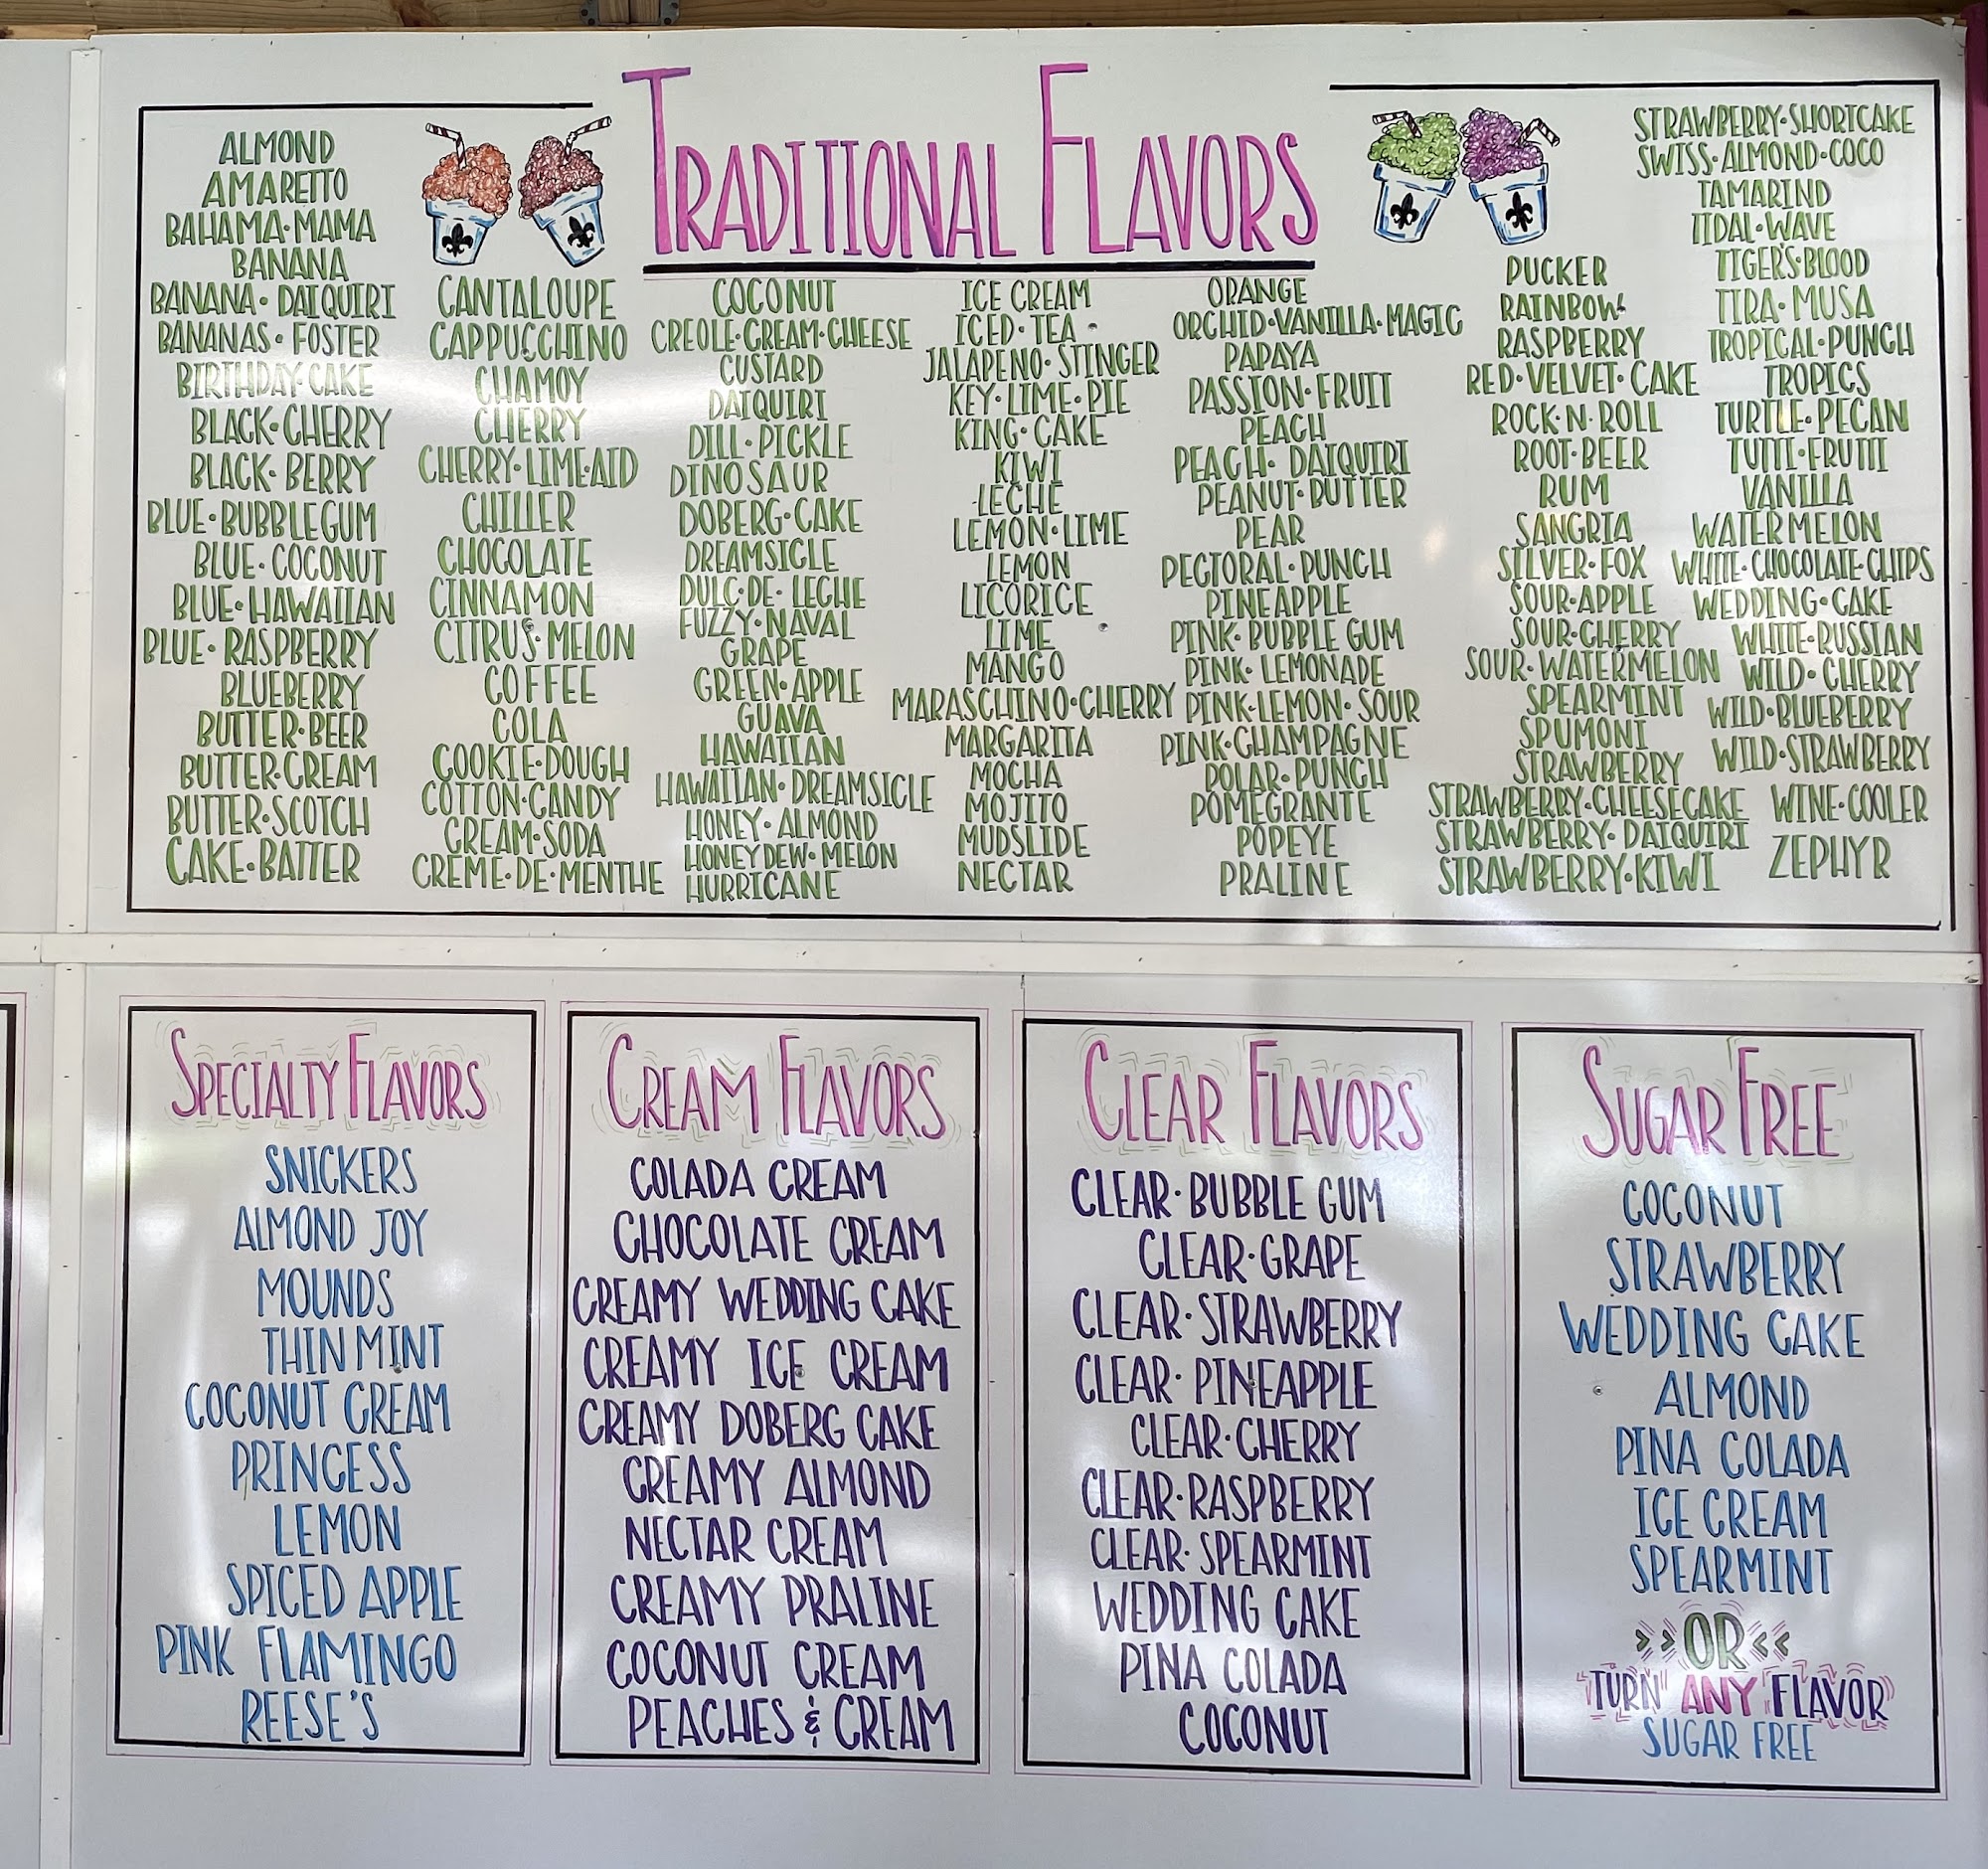 TRADITIONAL FLAVORS
ALMOND
AMARETTO
BAHAMA·MAMA
BANANA
BANANA·DAIQUIRI
BANANAS·FOSTER
BIRTHDAY·CAKE
BLACK·CHERRY
BLACK·BERRY
BLUE·BUBBLEGUM
BLUE·COCONUT
BLUE·HAWAIIAN
BLUE·RASPBERRY
BLUEBERRY
BUTTER·BEER
BUTTER·CREAM
BUTTER·SCOTCH
CAKE·BATTER
CANTALOUPE
CAPPUCCHINO
CHAMOY
CHERRY
CHERRY·LIMEAID
CHILLER
CHOCOLATE
CINNAMON
CITRUS·MELON
COFFEE
COLA
COOKIE·DOUGH
COTTON·CANDY
CREAM·SODA
CREME·DE·MENTHE
COCONUT
CREOLE·CREAM·CHEESE
CUSTARD
DAIQUIRI
DILL·PICKLE
DINOSAUR
DOBERG·CAKE
DREAMSICLE
DULC·DE·LECHE
FUZZY·NAVAL
GRAPE
GREEN·APPLE
GUAVA
HAWAIIAN
HAWAIIAN·DREAMSICLE
HONEY·ALMOND
HONEYDEW·MELON
HURRICANE
ICE CREAM
ICED·TEA
JALAPENO·STINGER
KEY·LIME·PIE
KING·CAKE
KIWI
LECHE
LEMON·LIME
LEMON
LICORICE
LIME
MANGO
MARASCHINO·CHERRY
MARGARITA
MOCHA
MOJITO
MUDSLIDE
NECTAR
ORANGE
ORCHID·VANILLA·MAGIC
PAPAYA
PASSION·FRUIT
PEACH
PEACH·DAIQUIRI
PEANUT·BUTTER
PEAR
PECTORAL·PUNCH
PINEAPPLE
PINK·BUBBLE GUM
PINK·LEMONADE
PINK·LEMON·SOUR
PINK·CHAMPAGNE
POLAR·PUNCH
POMEGRANTE
POPEYE
PRALINE
PUCKER
RAINBOW
RASPBERRY
RED·VELVET·CAKE
ROCK·N·ROLL
ROOT·BEER
RUM
SANGRIA
SILVER·FOX
SOUR·APPLE
SOUR·CHERRY
SOUR·WATERMELON
SPEARMINT
SPUMONI
STRAWBERRY
STRAWBERRY·CHEESECAKE
STRAWBERRY·DAIQUIRI
STRAWBERRY·KIWI
STRAWBERRY·SHORTCAKE
SWISS·ALMOND·COCO
TAMARIND
TIDAL·WAVE
TIGER'S·BLOOD
TIRA·MUSA
TROPICAL·PUNCH
TROPICS
TURTLE·PECAN
TUTTI·FRUTTI
VANILLA
WATERMELON
WHITE·CHOCOLATE·CHIPS
WEDDING·CAKE
WHITE·RUSSIAN
WILD·CHERRY
WILD·BLUEBERRY
WILD·STRAWBERRY
WINE·COOLER
ZEPHYR
SPECIALTY FLAVORS
SNICKERS
ALMOND JOY
MOUNDS
THIN MINT
COCONUT CREAM
PRINCESS
LEMON
SPICED APPLE
PINK FLAMINGO
REESE'S
CREAM FLAVORS
COLADA CREAM
CHOCOLATE CREAM
CREAMY WEDDING CAKE
CREAMY ICE CREAM
CREAMY DOBERG CAKE
CREAMY ALMOND
NECTAR CREAM
CREAMY PRALINE
COCONUT CREAM
PEACHES & CREAM
CLEAR FLAVORS
CLEAR·BUBBLE GUM
CLEAR·GRAPE
CLEAR·STRAWBERRY
CLEAR·PINEAPPLE
CLEAR·CHERRY
CLEAR·RASPBERRY
CLEAR·SPEARMINT
WEDDING CAKE
PINA COLADA
COCONUT
SUGAR FREE
COCONUT
STRAWBERRY
WEDDING CAKE
ALMOND
PINA COLADA
ICE CREAM
SPEARMINT
>>OR<<
TURN ANY FLAVOR
SUGAR FREE